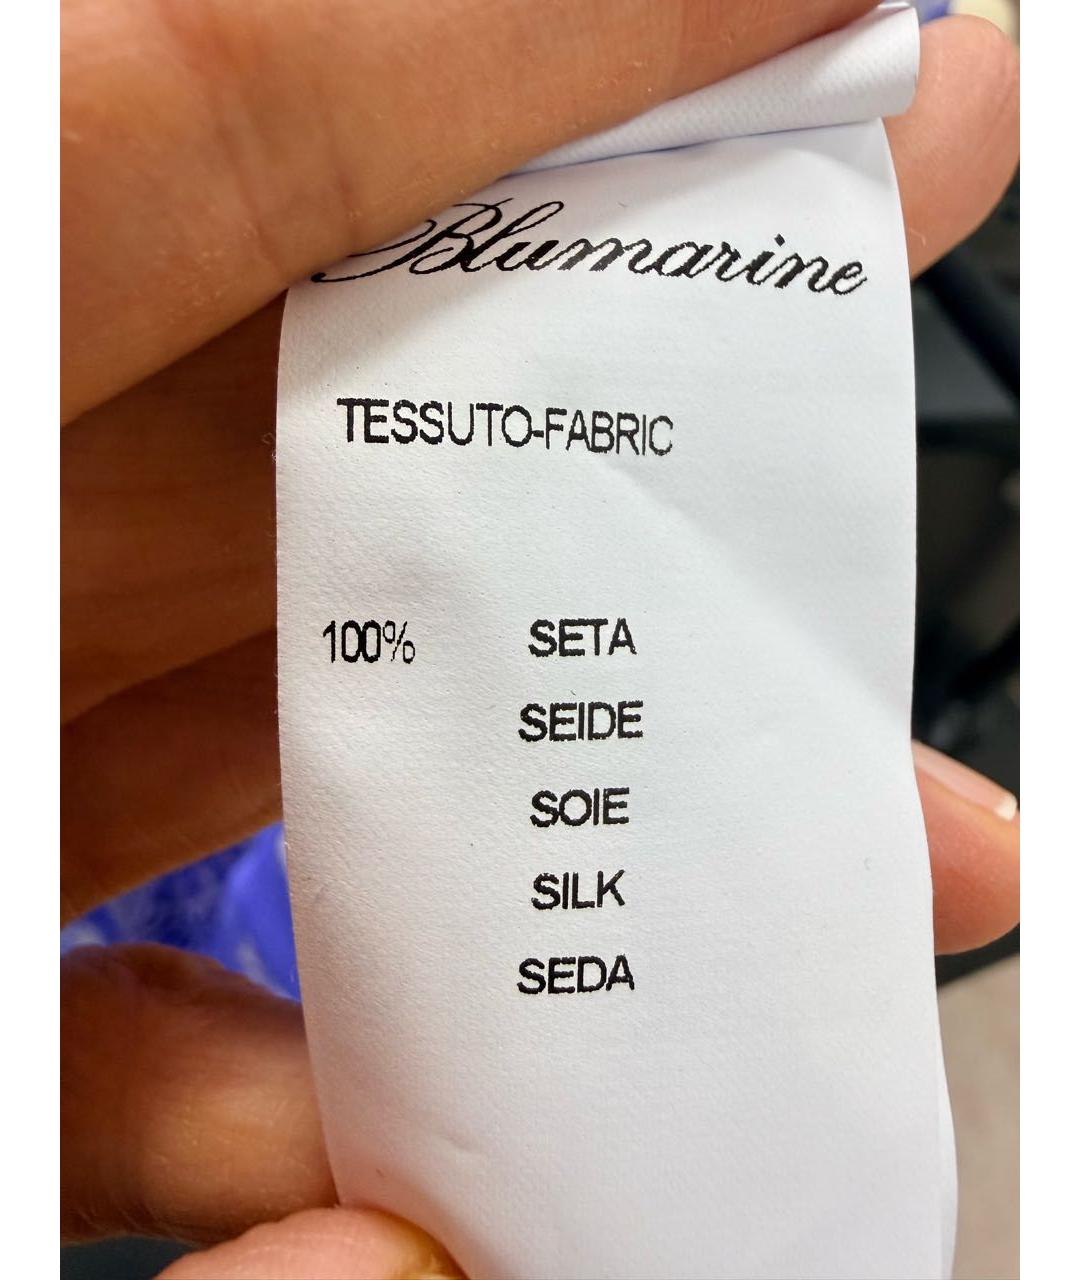 Blumarine
TESSUTO-FABRIC
100% SETA
SEIDE
SOIE
SILK
SEDA